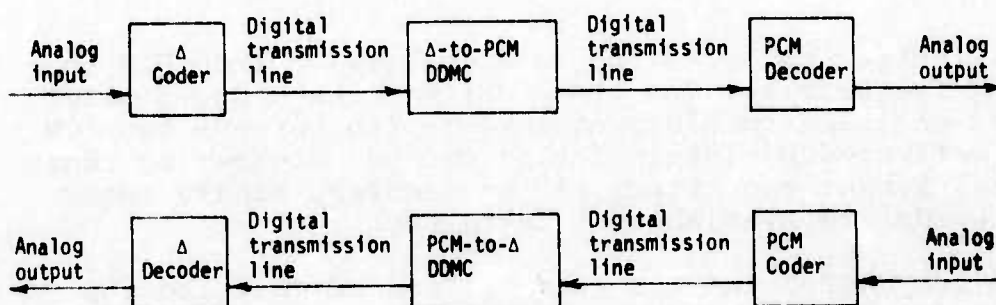 Analog
input
Δ
Coder
Digital
transmission
line
Δ-to-PCM
DDMC
Digital
transmission
line
PCM
Decoder
Analog
output
Analog
output
Δ
Decoder
Digital
transmission
line
PCM-to-Δ
DDMC
Digital
transmission
line
PCM
Coder
Analog
input